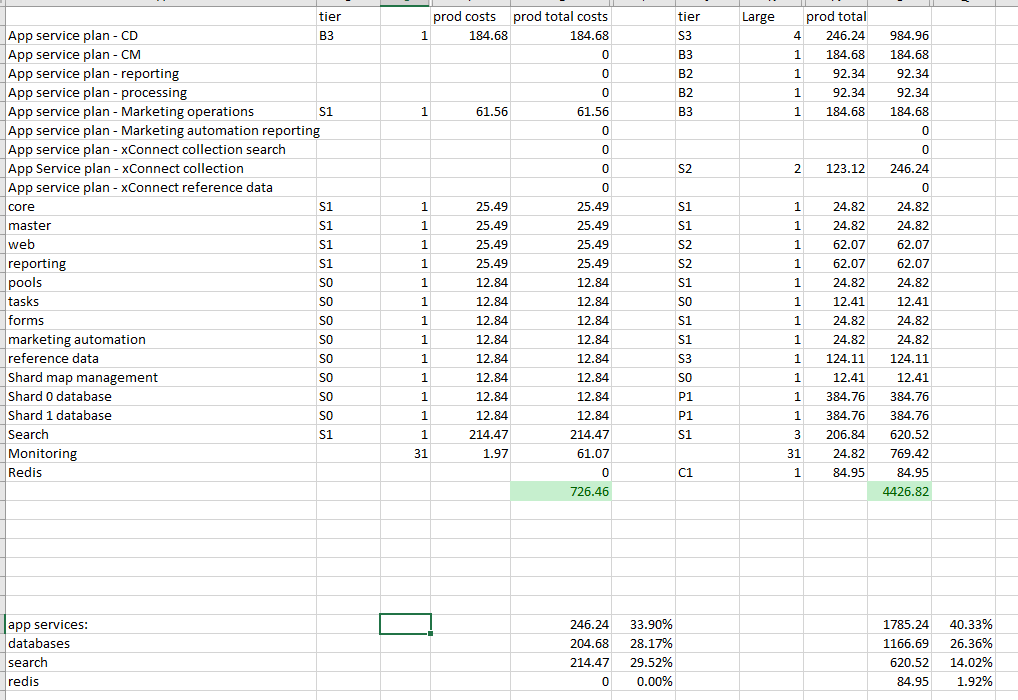 tier prod costs prod total costs tier Large prod total
App service plan - CD B3 1 184.68 184.68 S3 4 246.24 984.96
App service plan - CM 0 B3 1 184.68 184.68
App service plan - reporting 0 B2 1 92.34 92.34
App service plan - processing 0 B2 1 92.34 92.34
App service plan - Marketing operations S1 1 61.56 61.56 B3 1 184.68 184.68
App service plan - Marketing automation reporting 0 0
App service plan - xConnect collection search 0 0
App Service plan - xConnect collection 0 S2 2 123.12 246.24
App service plan - xConnect reference data 0 0
core S1 1 25.49 25.49 S1 1 24.82 24.82
master S1 1 25.49 25.49 S1 1 24.82 24.82
web S1 1 25.49 25.49 S2 1 62.07 62.07
reporting S1 1 25.49 25.49 S2 1 62.07 62.07
pools S0 1 12.84 12.84 S1 1 24.82 24.82
tasks S0 1 12.84 12.84 S0 1 12.41 12.41
forms S0 1 12.84 12.84 S1 1 24.82 24.82
marketing automation S0 1 12.84 12.84 S1 1 24.82 24.82
reference data S0 1 12.84 12.84 S3 1 124.11 124.11
Shard map management S0 1 12.84 12.84 S0 1 12.41 12.41
Shard 0 database S0 1 12.84 12.84 P1 1 384.76 384.76
Shard 1 database S0 1 12.84 12.84 P1 1 384.76 384.76
Search S1 1 214.47 214.47 S1 3 206.84 620.52
Monitoring 31 1.97 61.07 31 24.82 769.42
Redis 0 C1 1 84.95 84.95
726.46 4426.82
app services: 246.24 33.90% 1785.24 40.33%
databases 204.68 28.17% 1166.69 26.36%
search 214.47 29.52% 620.52 14.02%
redis 0 0.00% 84.95 1.92%